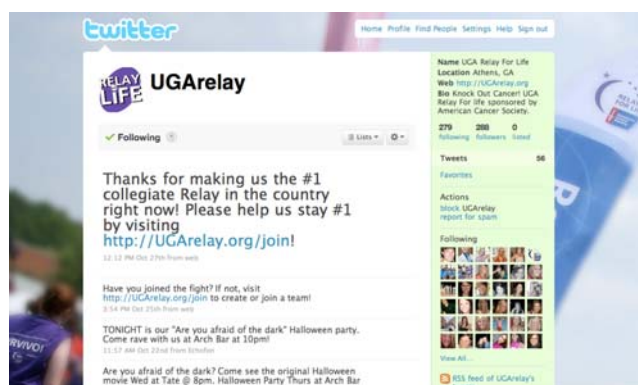 twitter
Home Profile Find People Settings Help Sign out
RELAY
LIFE
UGArelay
Following
Lists
Thanks for making us the #1
collegiate Relay in the country
right now! Please help us stay #1
by visiting
http://UGArelay.org/join!
12:12 PM Oct 27th from web
Have you joined the fight? If not, visit
http://UGArelay.org/join to create or join a team!
3:54 PM Oct 25th from web
TONIGHT is our "Are you afraid of the dark" Halloween party.
Come rave with us at Arch Bar at 10pm!
11:57 AM Oct 22nd from Echofon
Are you afraid of the dark? Come see the original Halloween
movie Wed at Tate @ 8pm. Halloween Party Thurs at Arch Bar
Name UGA Relay For Life
Location Athens, GA
Web http://UGArelay.org
Bio Knock Out Cancer! UGA
Relay For life sponsored by
American Cancer Society.
279 288 0
following followers listed
Tweets 56
Favorites
Actions
block UGArelay
report for spam
Following
View All...
RSS feed of UGArelay's